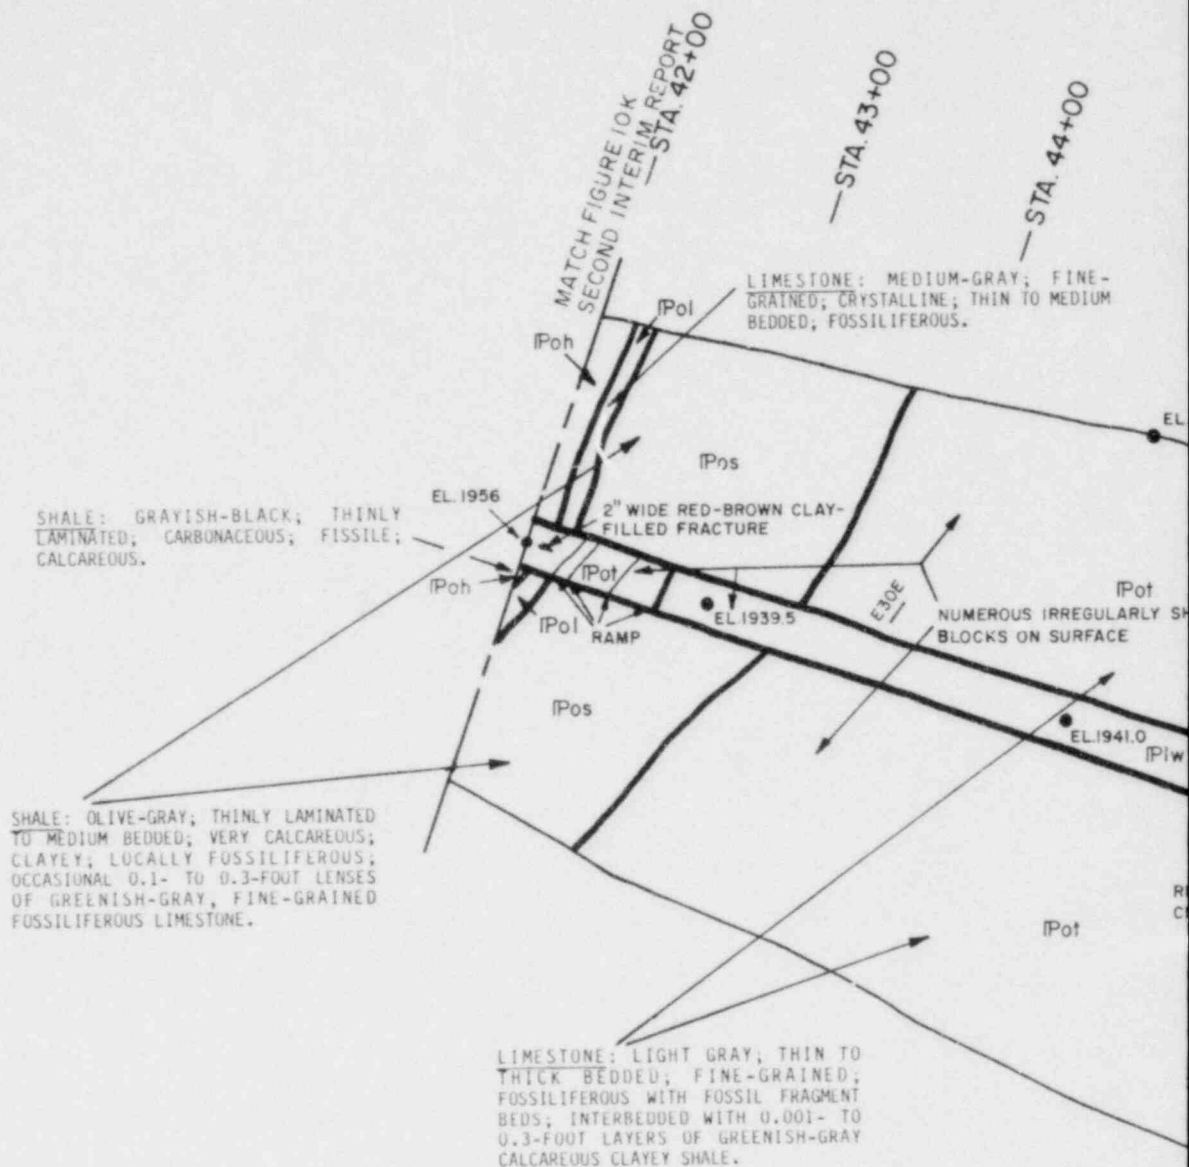 MATCH FIGURE 10K
SECOND INTERIM REPORT
STA. 42+00
STA. 43+00
STA. 44+00
LIMESTONE: MEDIUM-GRAY; FINE-
GRAINED; CRYSTALLINE; THIN TO MEDIUM
BEDDED; FOSSILIFEROUS.
ℙol
ℙoh
EL.
ℙos
EL. 1956
2" WIDE RED-BROWN CLAY-
FILLED FRACTURE
SHALE: GRAYISH-BLACK; THINLY
LAMINATED; CARBONACEOUS; FISSILE;
CALCAREOUS.
ℙoh
ℙot
ℙol
RAMP
EL. 1939.5
E30E
ℙot
NUMEROUS IRREGULARLY SH
BLOCKS ON SURFACE
ℙos
EL. 1941.0
ℙlw
SHALE: OLIVE-GRAY; THINLY LAMINATED
TO MEDIUM BEDDED; VERY CALCAREOUS;
CLAYEY; LOCALLY FOSSILIFEROUS;
OCCASIONAL 0.1- TO 0.3-FOOT LENSES
OF GREENISH-GRAY, FINE-GRAINED
FOSSILIFEROUS LIMESTONE.
ℙot
LIMESTONE: LIGHT GRAY; THIN TO
THICK BEDDED; FINE-GRAINED;
FOSSILIFEROUS WITH FOSSIL FRAGMENT
BEDS; INTERBEDDED WITH 0.001- TO
0.3-FOOT LAYERS OF GREENISH-GRAY
CALCAREOUS CLAYEY SHALE.